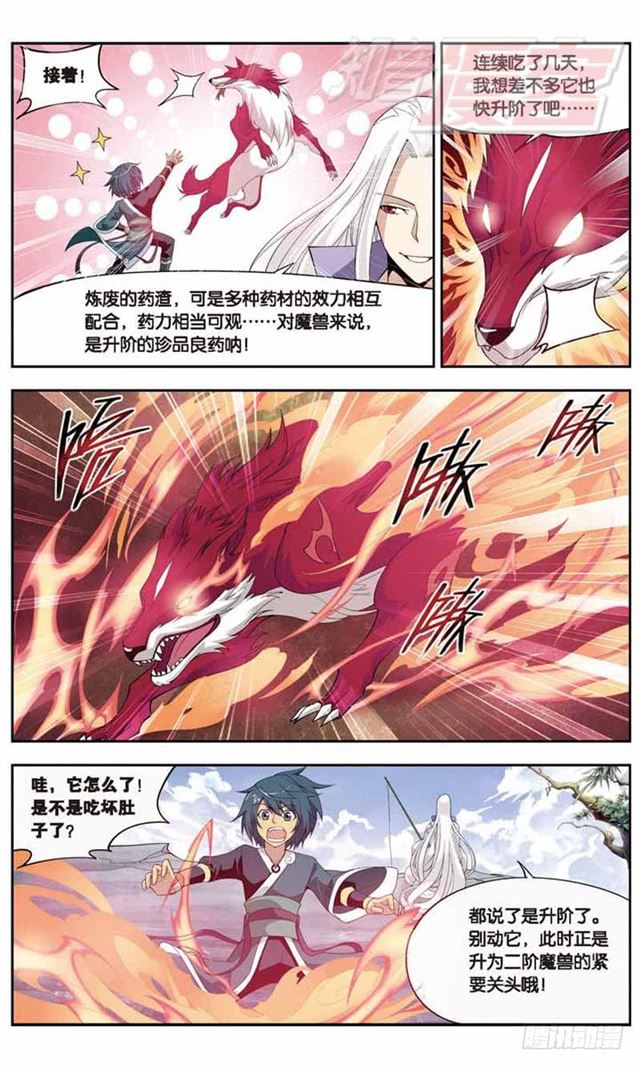 接着！
炼废的药渣，可是多种药材的效力相互
配合，药力相当可观……对魔兽来说，
是升阶的珍品良药呐！
连续吃了几天，
我想差不多它也
快升阶了吧……
嗷
嗷
嗷
哇，它怎么了！
是不是吃坏肚
子了？
都说了是升阶了。
别动它，此时正是
升为二阶魔兽的紧
要关头哦！
腾讯动漫